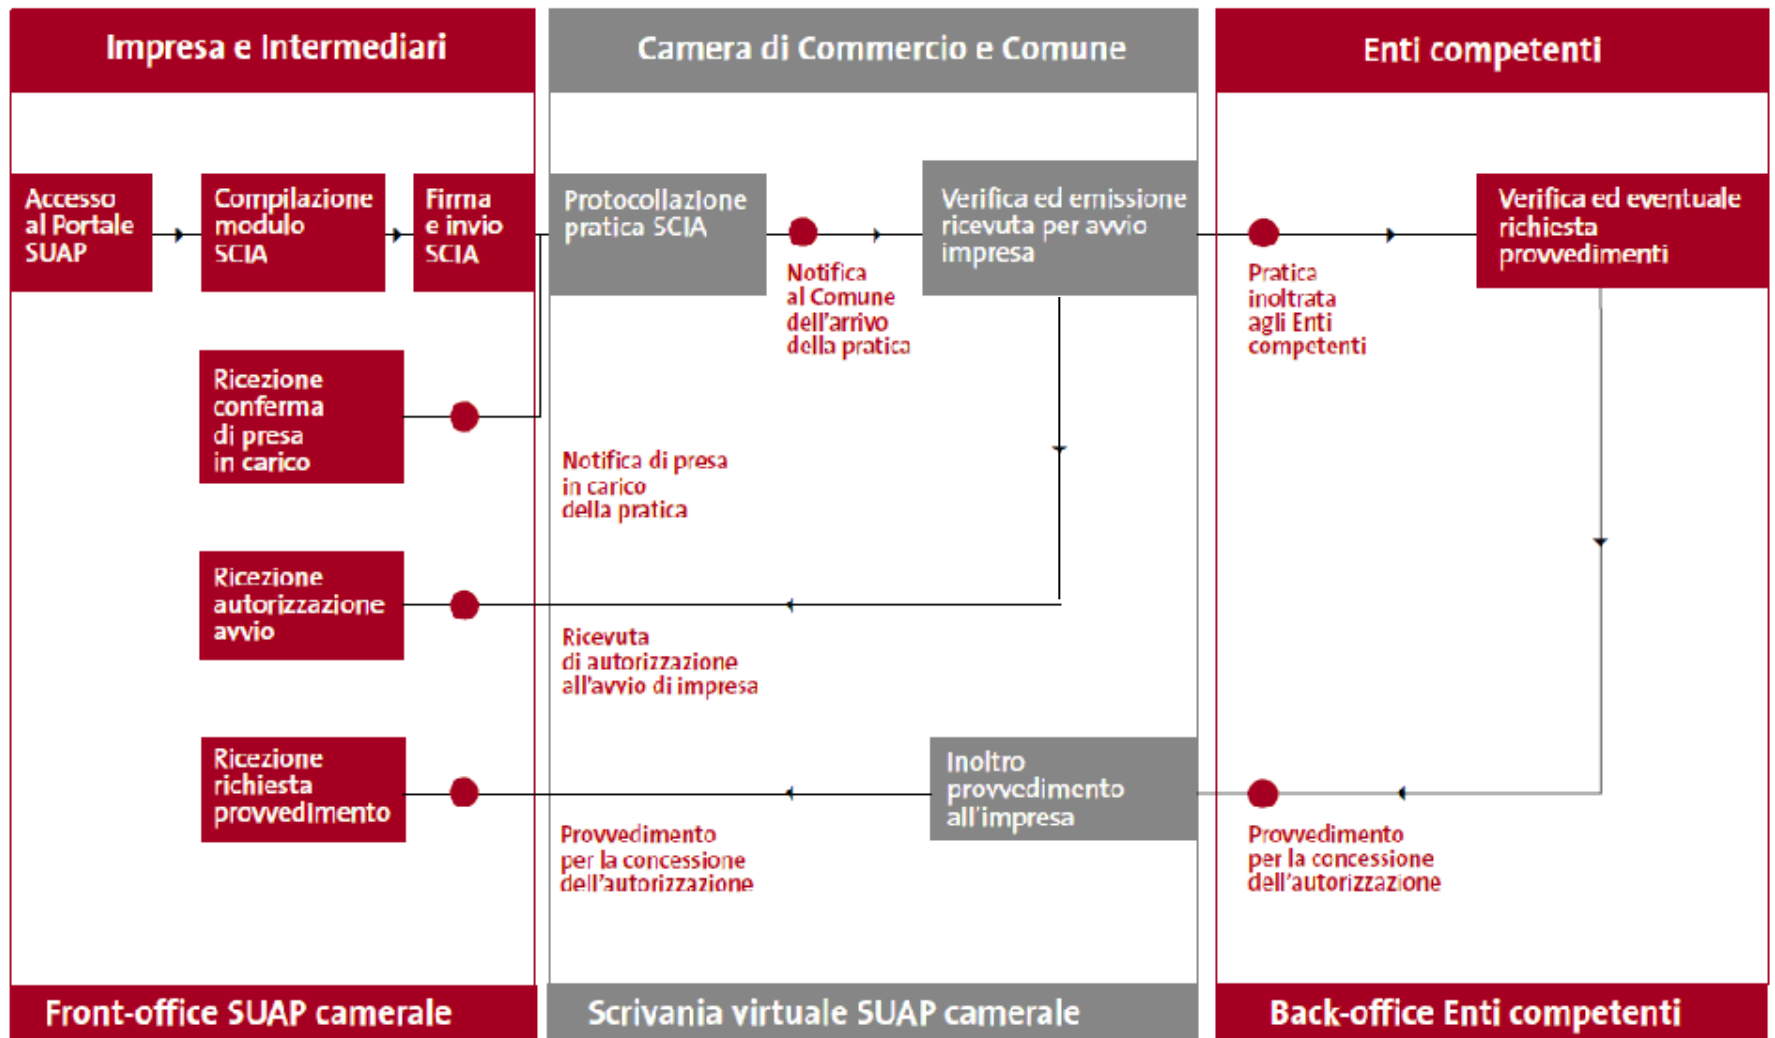 Impresa e Intermediari
Camera di Commercio e Comune
Enti competenti
Accesso
al Portale
SUAP
Compilazione
modulo
SCIA
Firma
e invio
SCIA
Protocollazione
pratica SCIA
Notifica
al Comune
dell'arrivo
della pratica
Verifica ed emissione
ricevuta per avvio
impresa
Pratica
inoltrata
agli Enti
competenti
Verifica ed eventuale
richiesta
provvedimenti
Ricezione
conferma
di presa
in carico
Notifica di presa
in carico
della pratica
Ricezione
autorizzazione
avvio
Ricevuta
di autorizzazione
all'avvio di impresa
Ricezione
richiesta
provvedimento
Provvedimento
per la concessione
dell'autorizzazione
Inoltro
provvedimento
all'impresa
Provvedimento
per la concessione
dell'autorizzazione
Front-office SUAP camerale
Scrivania virtuale SUAP camerale
Back-office Enti competenti